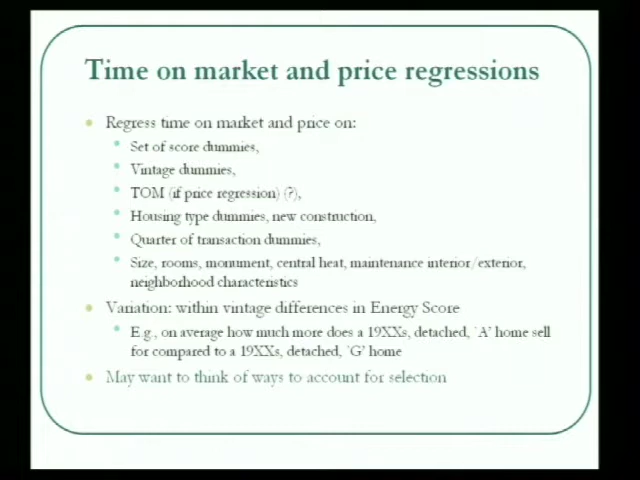 Time on market and price regressions
Regress time on market and price on:
Set of score dummies,
Vintage dummies,
TOM (if price regression) (?),
Housing type dummies, new construction,
Quarter of transaction dummies,
Size, rooms, monument, central heat, maintenance interior/exterior,
neighborhood characteristics
Variation: within vintage differences in Energy Score
E.g., on average how much more does a 19XXs, detached, `A' home sell
for compared to a 19XXs, detached, `G' home
May want to think of ways to account for selection